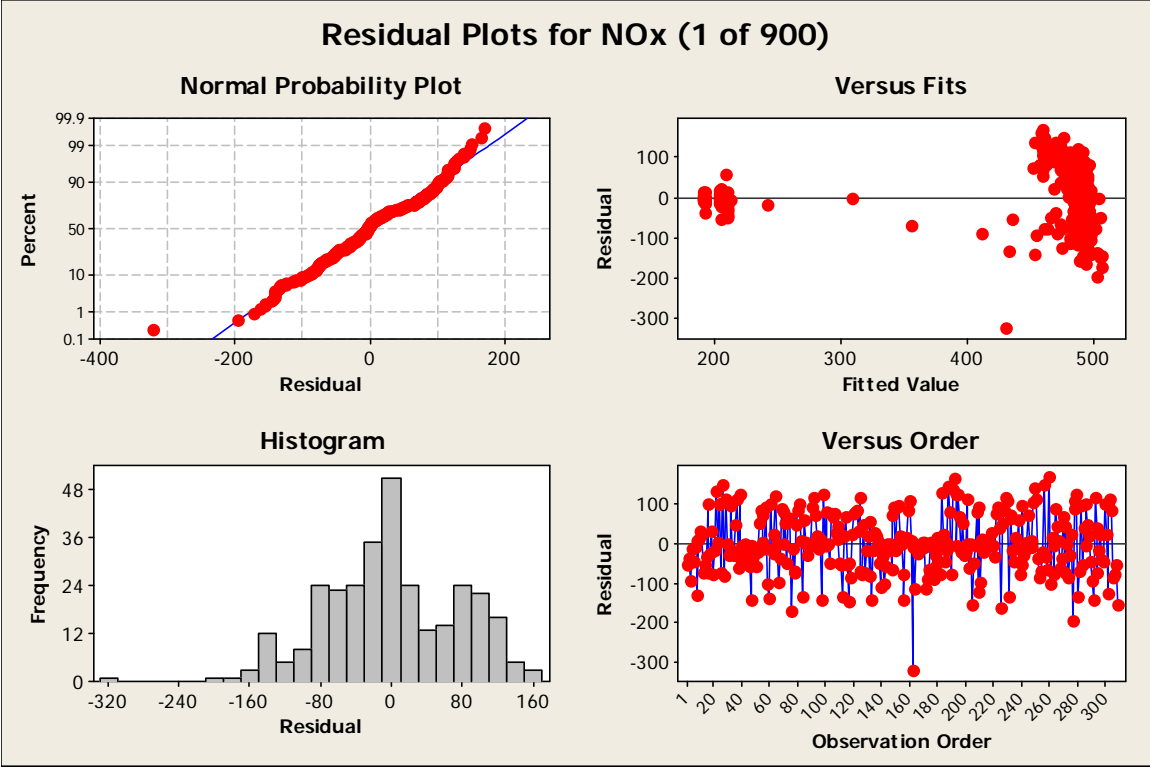 Residual Plots for NOx (1 of 900)
Normal Probability Plot
99.9
99
90
50
10
1
0.1
Percent
-400 -200 0 200
Residual
Versus Fits
100
0
-100
-200
-300
Residual
200 300 400 500
Fitted Value
Histogram
48
36
24
12
0
Frequency
-320 -240 -160 -80 0 80 160
Residual
Versus Order
100
0
-100
-200
-300
Residual
1 20 40 60 80 100 120 140 160 180 200 220 240 260 280 300
Observation Order